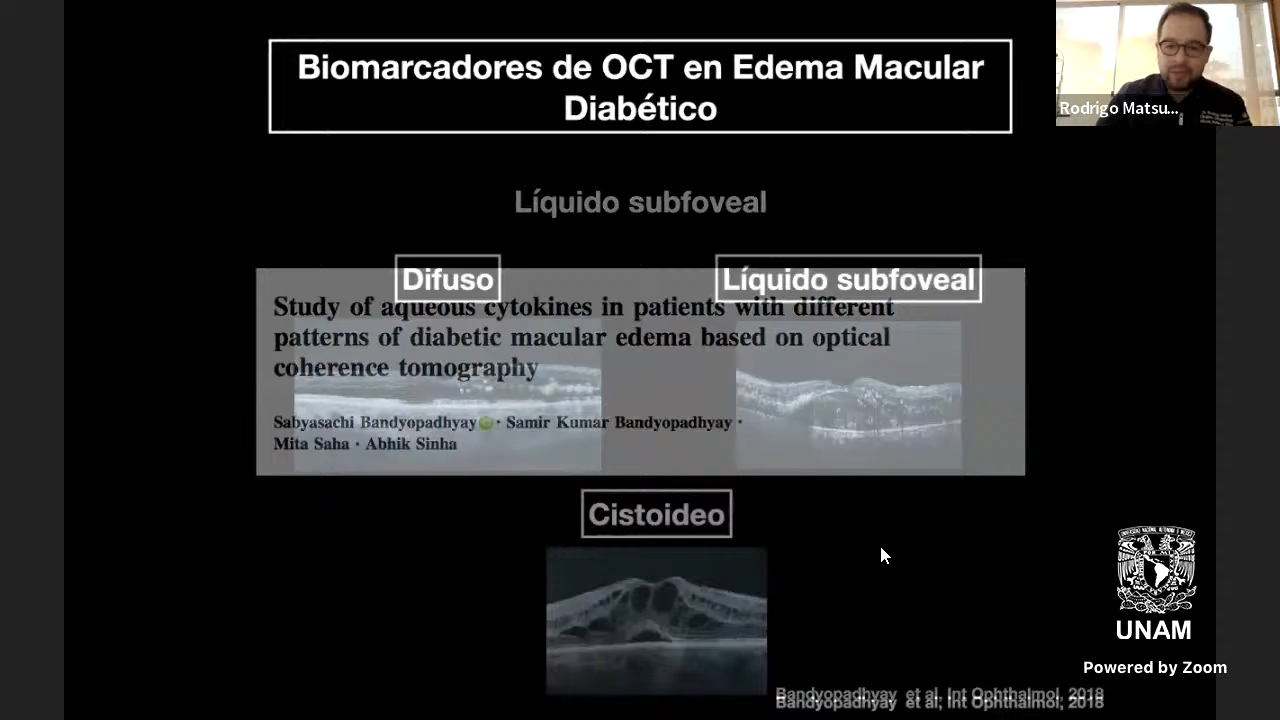 Biomarcadores de OCT en Edema Macular
Diabético
Rodrigo Matsu...
Líquido subfoveal
Difuso
Líquido subfoveal
Study of aqueous cytokines in patients with different
patterns of diabetic macular edema based on optical
coherence tomography
Sabyasachi Bandyopadhyay · Samir Kumar Bandyopadhyay ·
Mita Saha · Abhik Sinha
Cistoideo
UNAM
Powered by Zoom
Bandyopadhyay et al, Int Ophthalmol, 2018
Bandyopadhyay et al, Int Ophthalmol, 2018